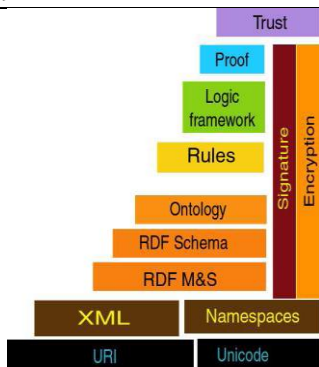 Trust
Proof
Logic
framework
Rules
Ontology
RDF Schema
RDF M&S
Signature
Encryption
XML
Namespaces
URI
Unicode